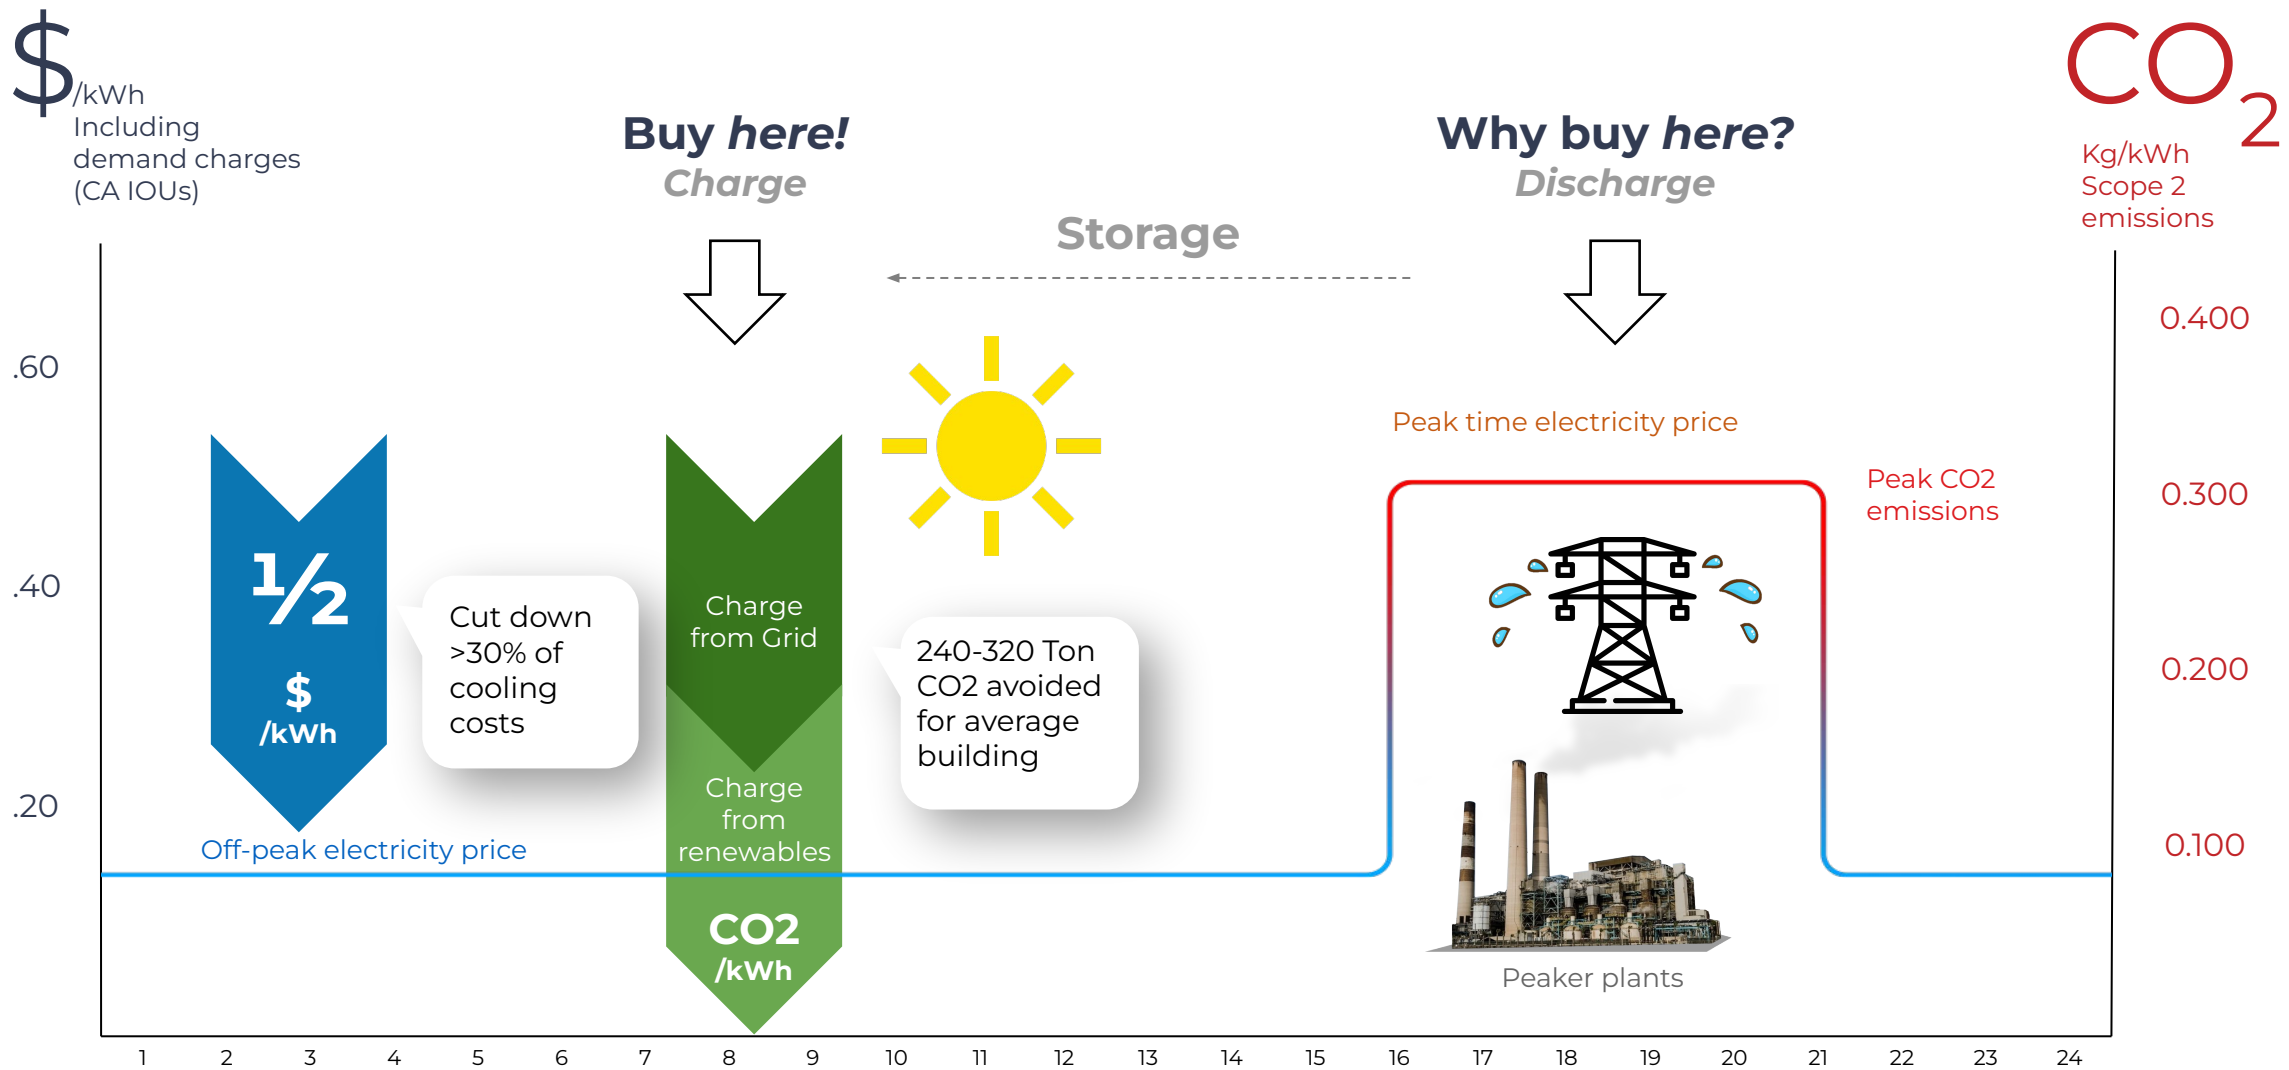 $
/kWh
Including
demand charges
(CA IOUs)
Buy here!
Charge
Storage
Why buy here?
Discharge
CO2
Kg/kWh
Scope 2
emissions
.60
.40
.20
0.400
0.300
0.200
0.100
½
$
/kWh
Cut down
>30% of
cooling
costs
Off-peak electricity price
Charge
from Grid
Charge
from
renewables
CO2
/kWh
240-320 Ton
CO2 avoided
for average
building
Peak time electricity price
Peak CO2
emissions
Peaker plants
1 2 3 4 5 6 7 8 9 10 11 12 13 14 15 16 17 18 19 20 21 22 23 24